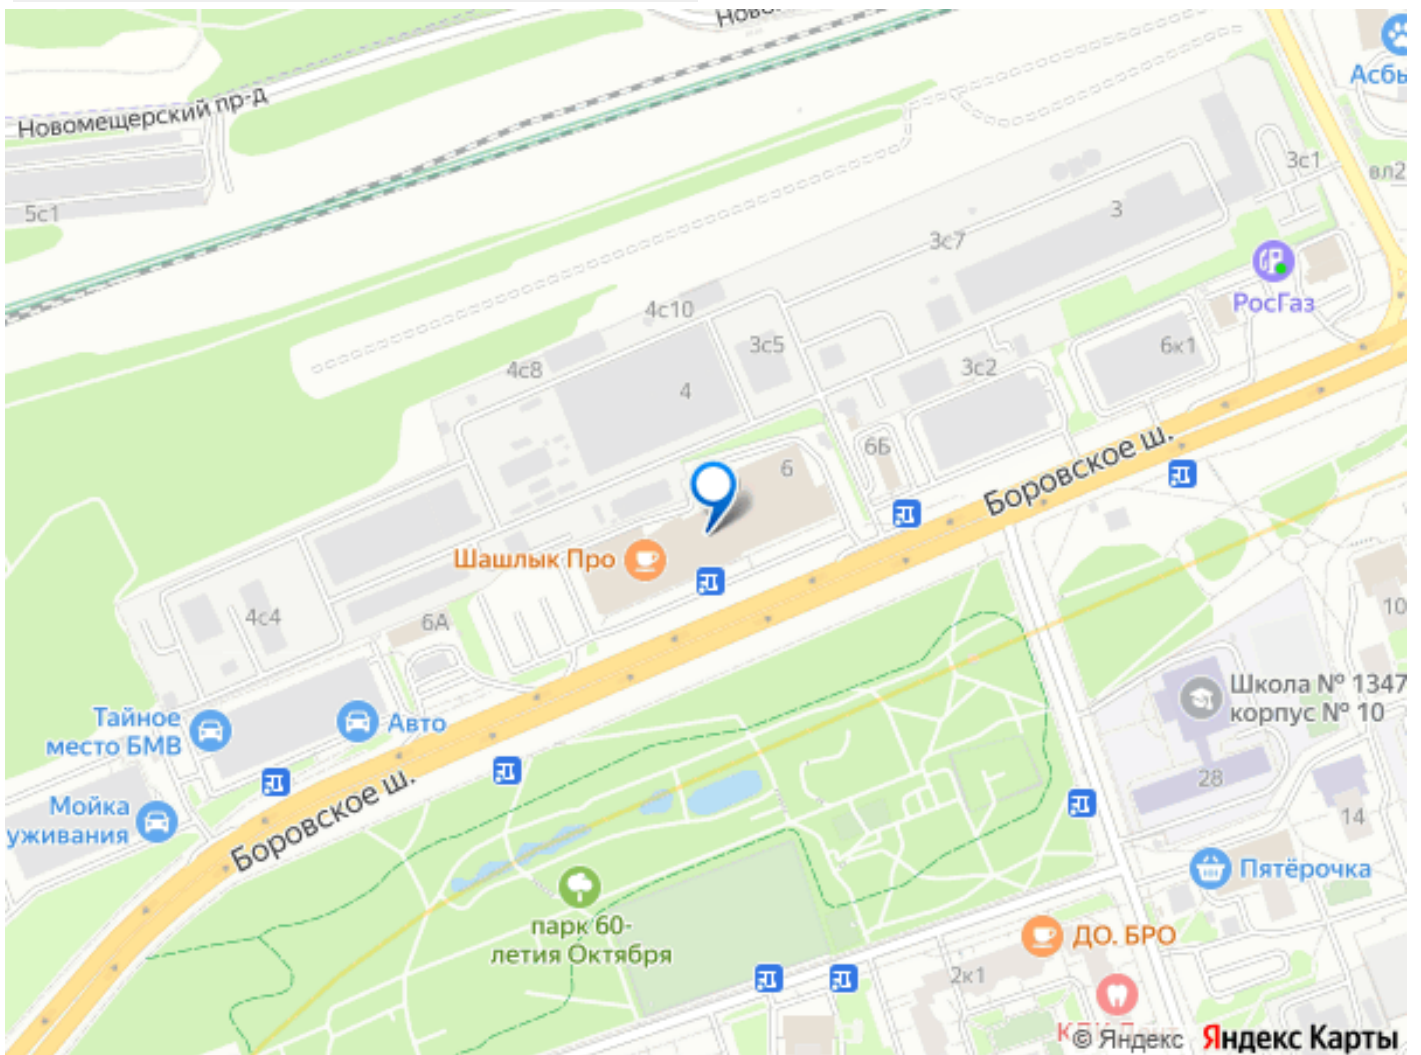 Новомещерский пр-д
Асбы
3с1
вл2
5с1
3
3с7
РосГаз
4с10
3с5
6к1
4с8
3с2
4
6Б
Боровское ш.
6
Шашлык Про
4с4
6А
10
Школа № 1347
корпус № 10
Тайное
место БМВ
Авто
28
Боровское ш.
Мойка
уживания
14
Пятёрочка
парк 60-
летия Октября
ДО. БРО
2к1
© Яндекс
Яндекс Карты